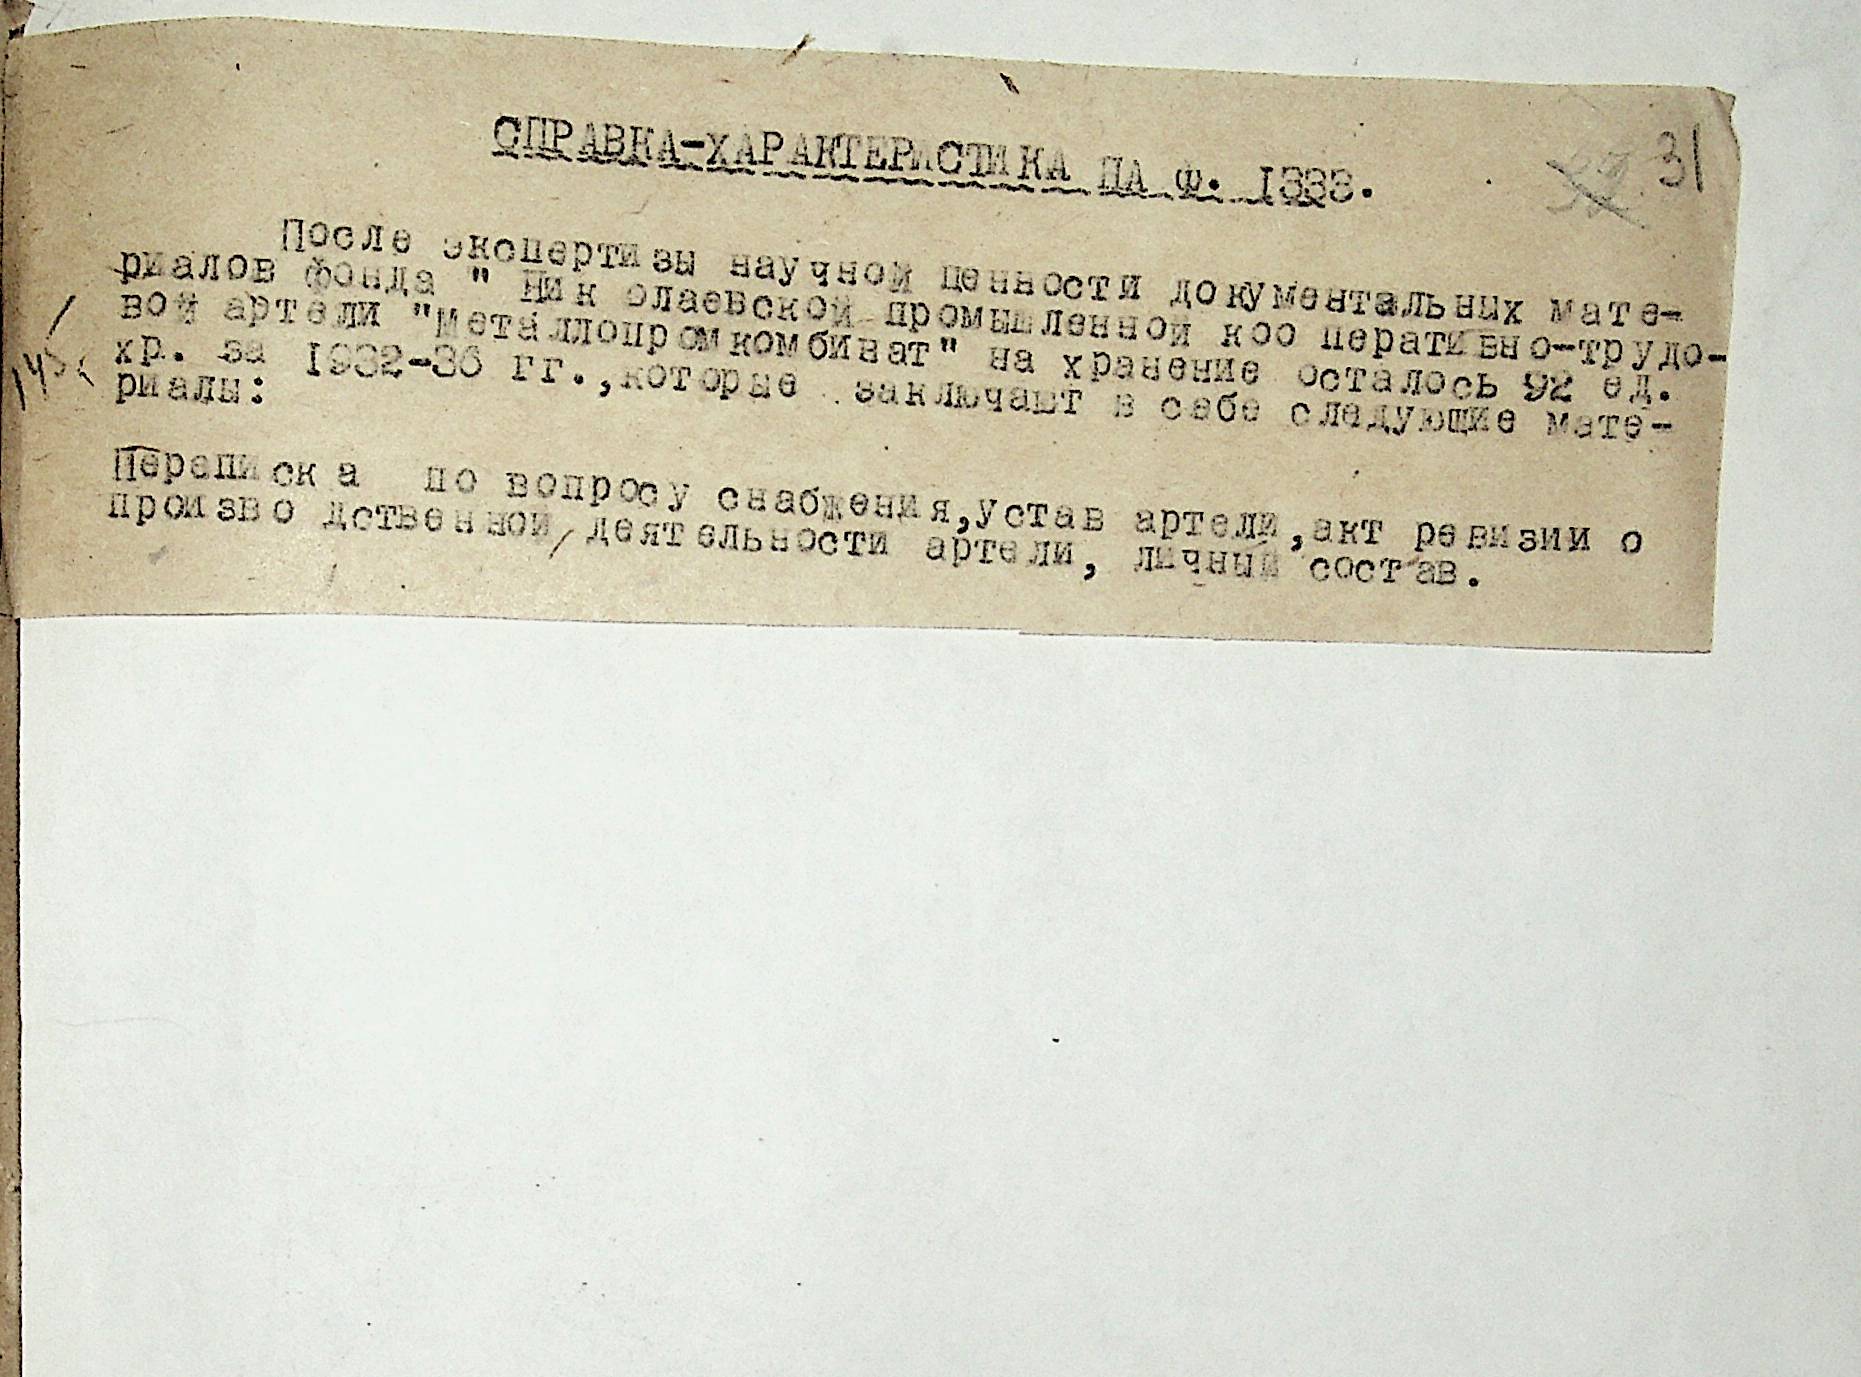 31
СПРАВКА-ХАРАКТЕРИСТИКА НА Ф. 1333.
После экспертизы научной ценности документальных мате-
риалов фонда " Николаевской промышленной кооперативно-трудо-
вой артели "Металлопромкомбинат" на хранение осталось 92 ед.
хр. за 1932-36 гг.,которые заключают в себе следующие мате-
риалы:
Переписка по вопросу снабжения,устав артели,акт ревизии о
производственной деятельности артели, личный состав.